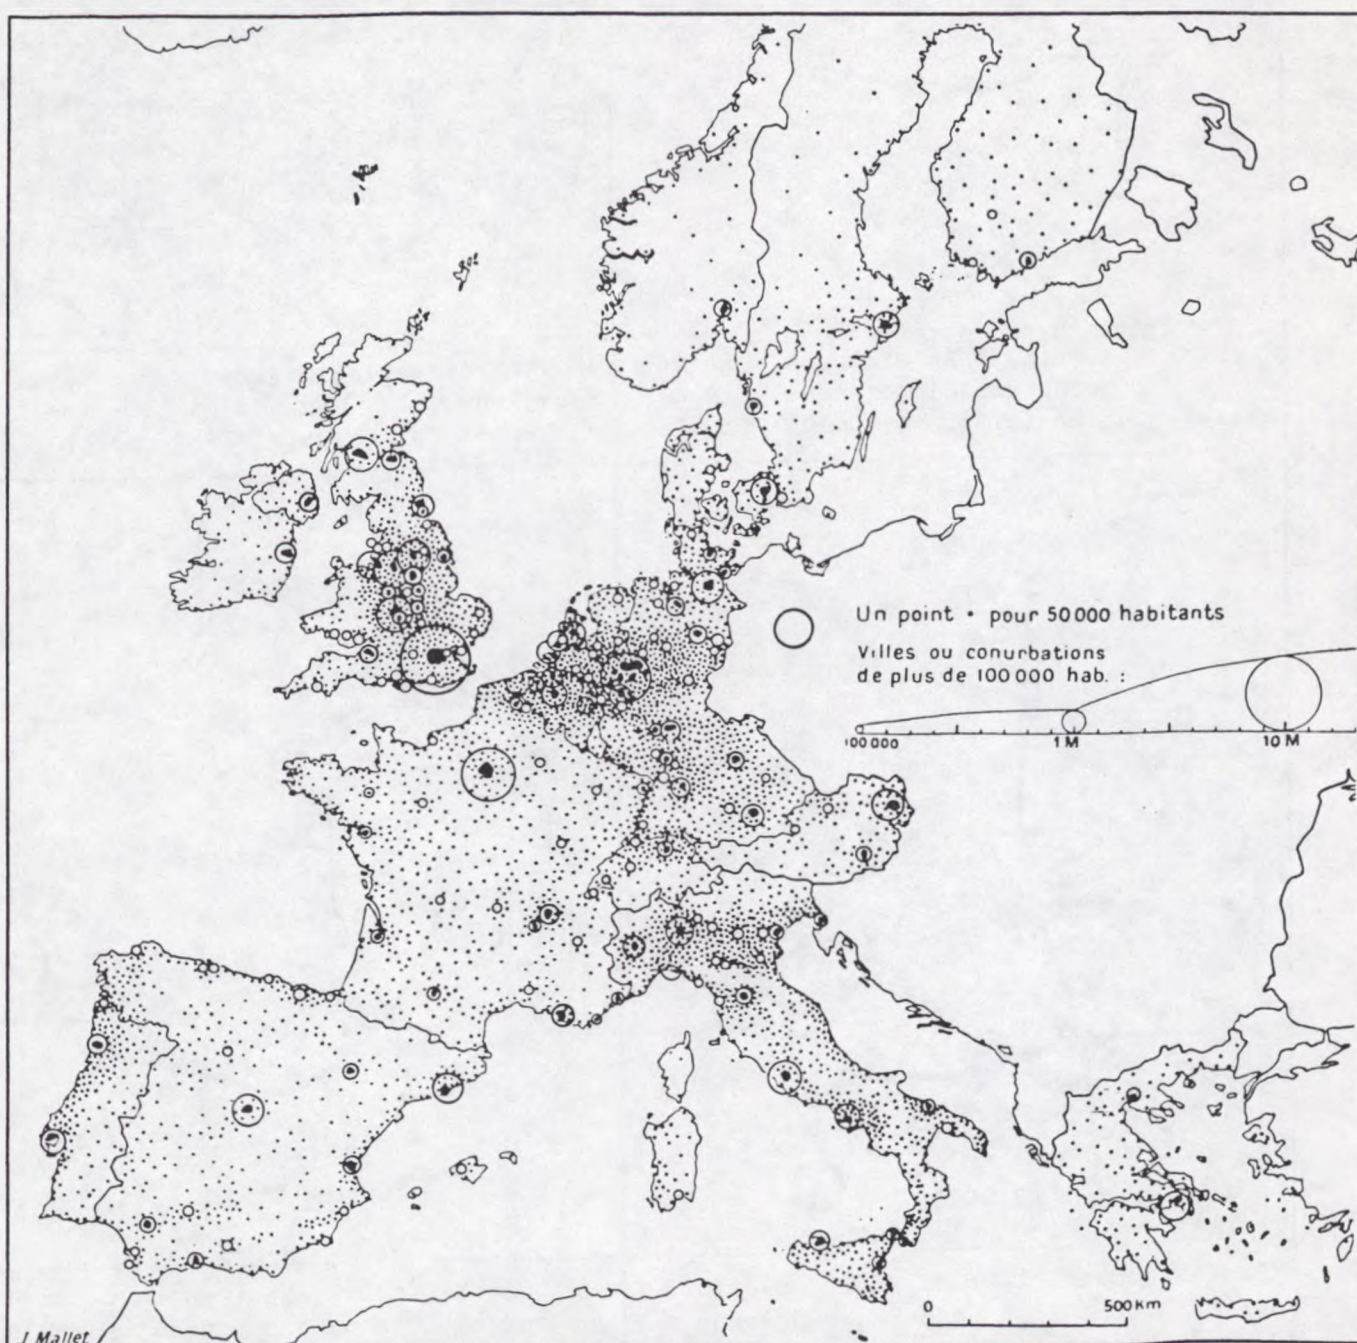 Un point • pour 50 000 habitants
Villes ou conurbations
de plus de 100 000 hab. :
100 000 1 M 10 M
0 500 Km
J. Mallet